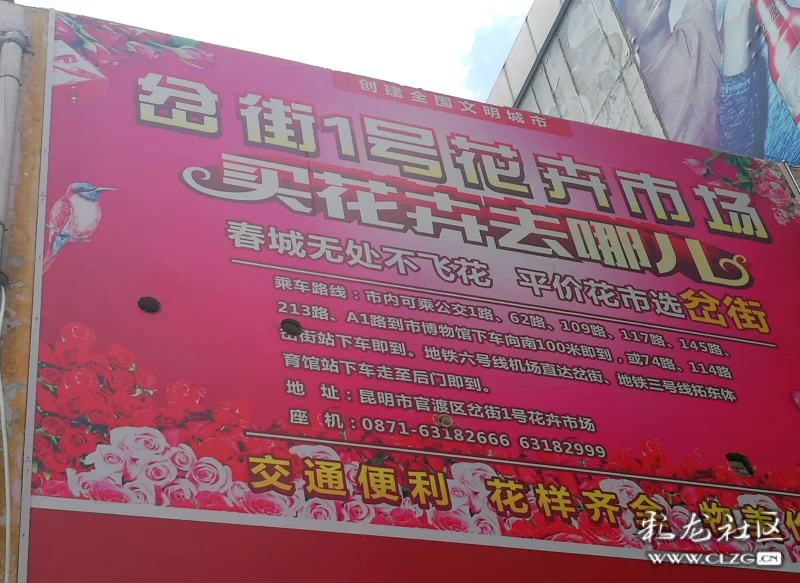 创建全国文明城市
岔街1号花卉市场
买花卉去哪儿
春城无处不飞花 平价花市选岔街
乘车路线：市内可乘公交1路、62路、109路、117路、145路、
213路、A1路到市博物馆下车向南100米即到，或74路、114路
岔街站下车即到。地铁六号线机场直达岔街、地铁三号线拓东体
育馆站下车走至后门即到。
地 址：昆明市官渡区岔街1号花卉市场
座 机：0871-63182666 63182999
交通便利 花样齐全 物美价
彩龙社区
WWW.CLZG.CN